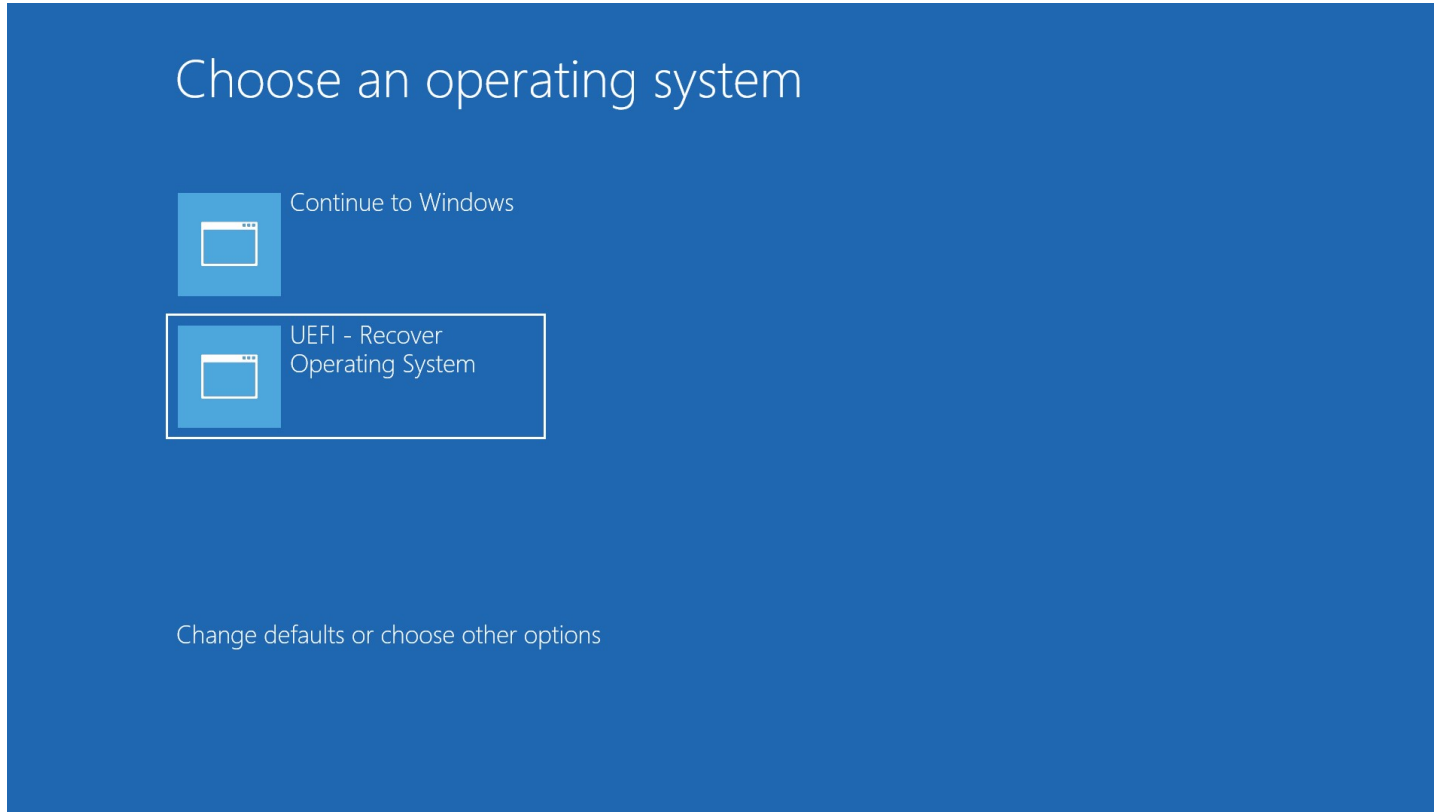 Choose an operating system
Continue to Windows
UEFI - Recover
Operating System
Change defaults or choose other options